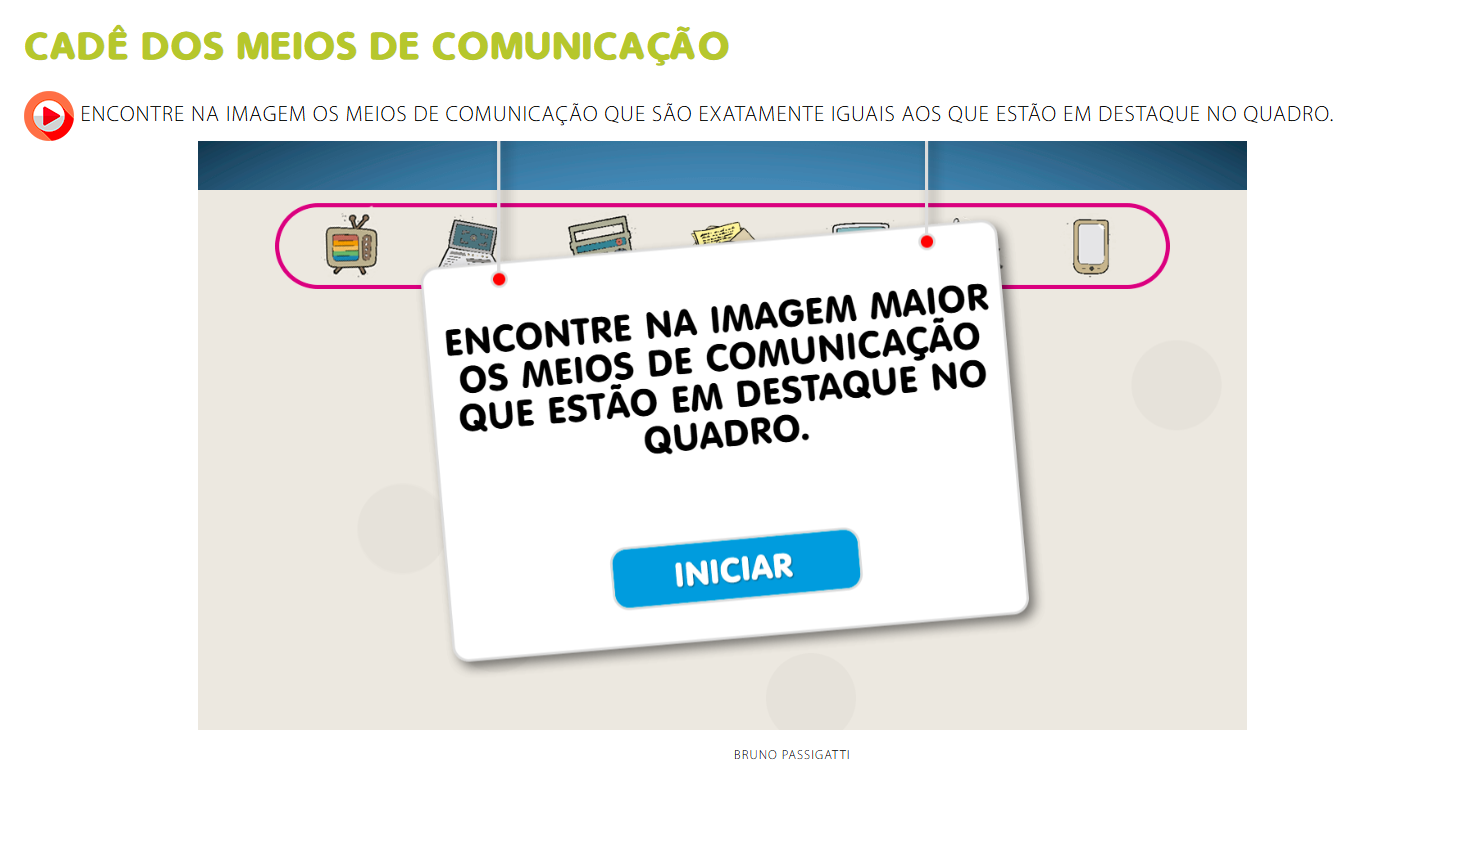 CADÊ DOS MEIOS DE COMUNICAÇÃO
ENCONTRE NA IMAGEM OS MEIOS DE COMUNICAÇÃO QUE SÃO EXATAMENTE IGUAIS AOS QUE ESTÃO EM DESTAQUE NO QUADRO.
ENCONTRE NA IMAGEM MAIOR
OS MEIOS DE COMUNICAÇÃO
QUE ESTÃO EM DESTAQUE NO
QUADRO.
INICIAR
BRUNO PASSIGATTI